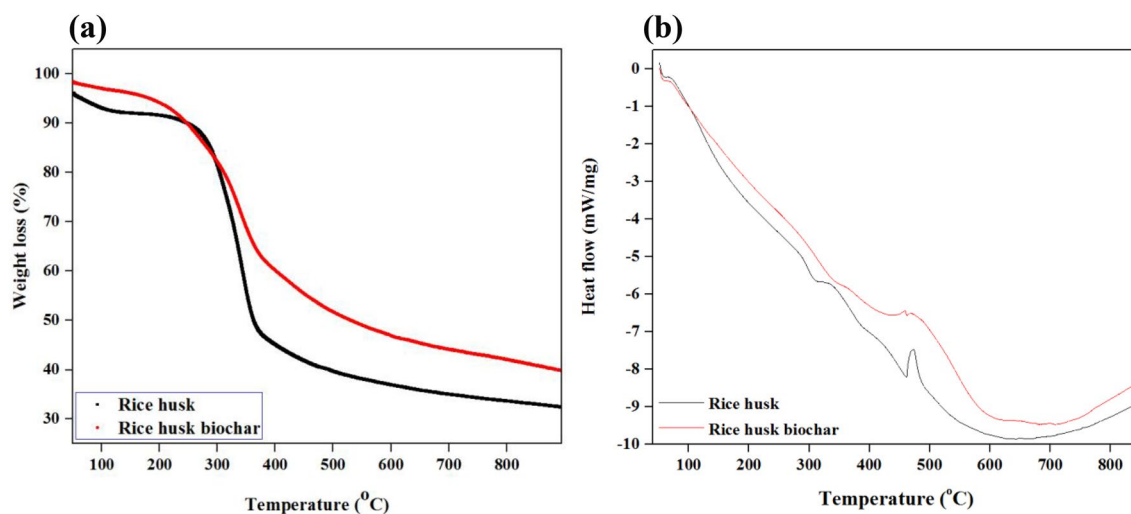 (a)
100
90
80
70
60
50
40
30
Weight loss (%)
Rice husk
Rice husk biochar
100 200 300 400 500 600 700 800
Temperature (°C)
(b)
0
-1
-2
-3
-4
-5
-6
-7
-8
-9
-10
Heat flow (mW/mg)
Rice husk
Rice husk biochar
100 200 300 400 500 600 700 800
Temperature (°C)